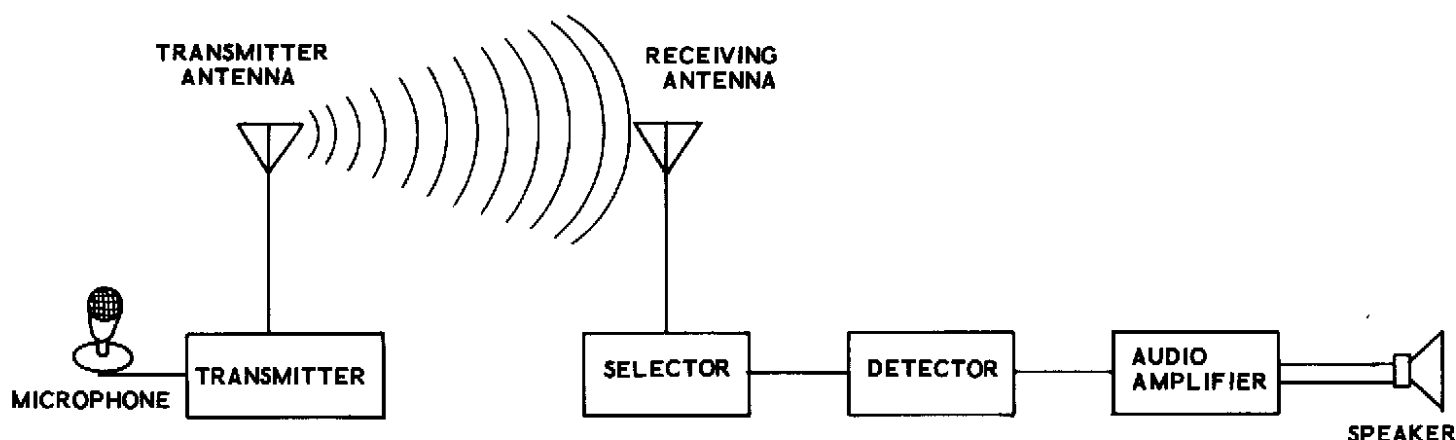 TRANSMITTER
ANTENNA
RECEIVING
ANTENNA
MICROPHONE
TRANSMITTER
SELECTOR
DETECTOR
AUDIO
AMPLIFIER
SPEAKER